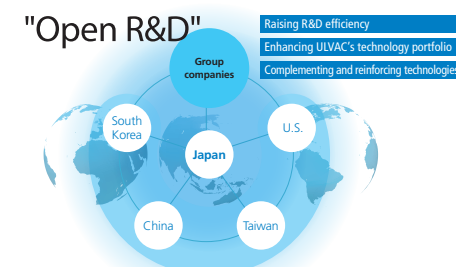 "Open R&D"
Raising R&D efficiency
Enhancing ULVAC's technology portfolio
Complementing and reinforcing technologies
Group
companies
South
Korea
U.S.
Japan
China
Taiwan